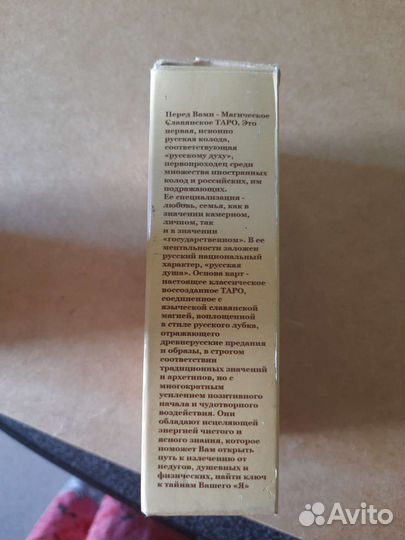 Перед Вами - Магическое
Славянское ТАРО. Это
первая, исконно
русская колода,
соответствующая
«русскому духу»,
первопроходец среди
множества иностранных
колод и российских, им
подражающих.
Ее специализация -
любовь, семья, как в
значении камерном,
личном, так
и в значении
«государственном». В ее
ментальности заложен
русский национальный
характер, «русская
душа». Основа карт -
настоящее классическое
воссозданное ТАРО,
соединенное с
языческой славянской
магией, воплощенной
в стиле русского лубка,
отражающего
древнерусские предания
и образы, в строгом
соответствии
традиционных значений
и архетипов, но с
многократным
усилением позитивного
начала и чудотворного
воздействия. Они
обладают исцеляющей
энергией чистого и
ясного знания, которое
поможет Вам открыть
путь к излечению от
недугов, душевных и
физических, найти ключ
к тайнам Вашего «Я»
Avito